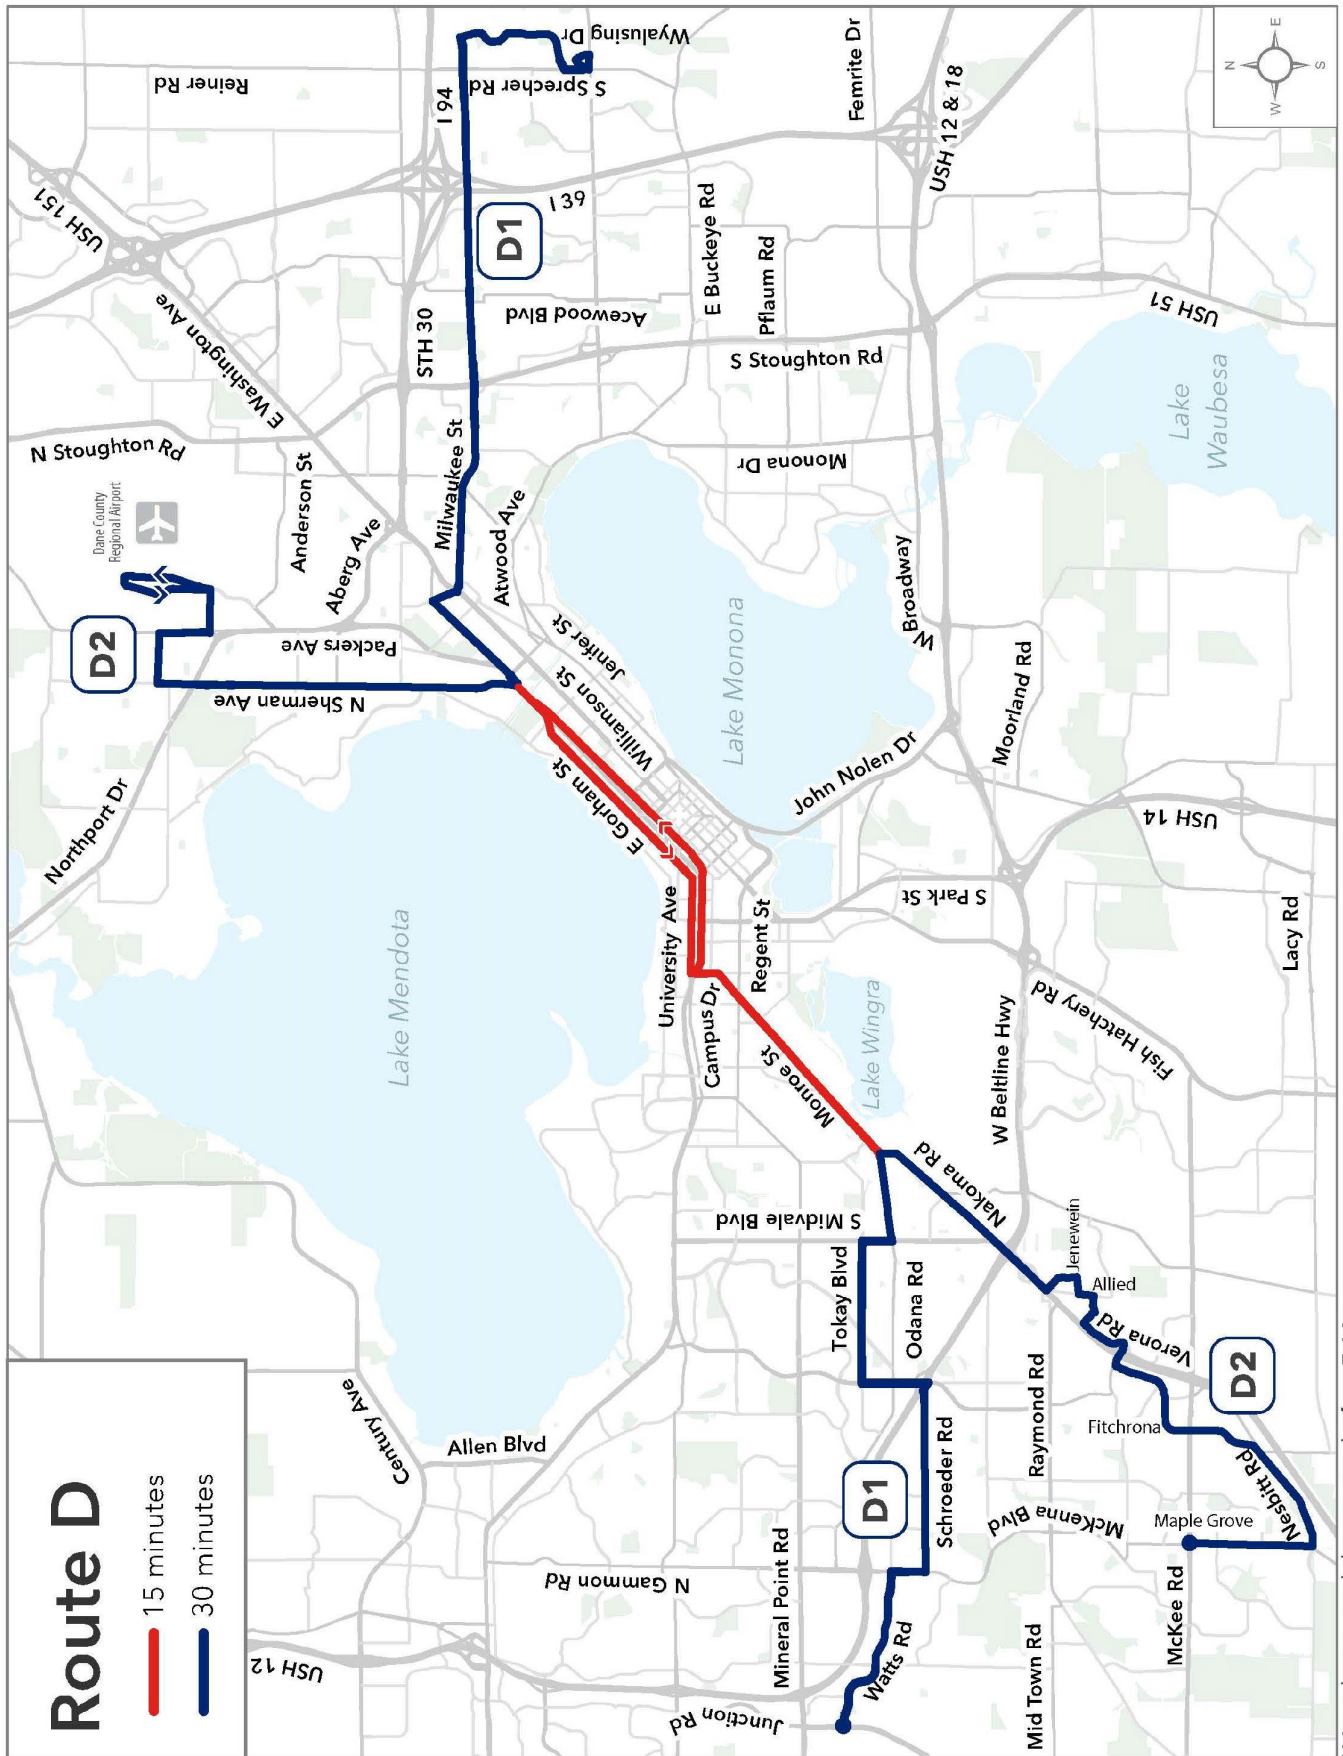 Route D
15 minutes
30 minutes
USH 12
Century Ave
Allen Blvd
N Gammon Rd
Junction Rd
Mineral Point Rd
Watts Rd
D1
Schroeder Rd
Tokay Blvd
Odana Rd
S Midvale Blvd
Mid Town Rd
McKee Rd
McKenna Blvd
Raymond Rd
Maple Grove
Nesbitt Rd
Fitchrona
D2
Verona Rd
Allied
Jenewein
Nakoma Rd
W Beltline Hwy
Fish Hatchery Rd
Lacy Rd
Monroe St
Lake Wingra
Campus Dr
University Ave
Regent St
S Park St
Lake Mendota
Northport Dr
N Sherman Ave
Packers Ave
D2
Dane County
Regional Airport
N Stoughton Rd
Anderson St
Aberg Ave
E Gorham St
Williamson St
Jenifer St
Atwood Ave
Milwaukee St
E Washington Ave
USH 151
STH 30
Reiner Rd
I 94
S Sprecher Rd
Wyalusing Dr
D1
I 39
Acewood Blvd
E Buckeye Rd
Pflaum Rd
S Stoughton Rd
Monona Dr
Lake Monona
John Nolen Dr
W Broadway
Moorland Rd
USH 14
Femrite Dr
USH 12 & 18
USH 51
Lake
Waubesa
N
E
S
W